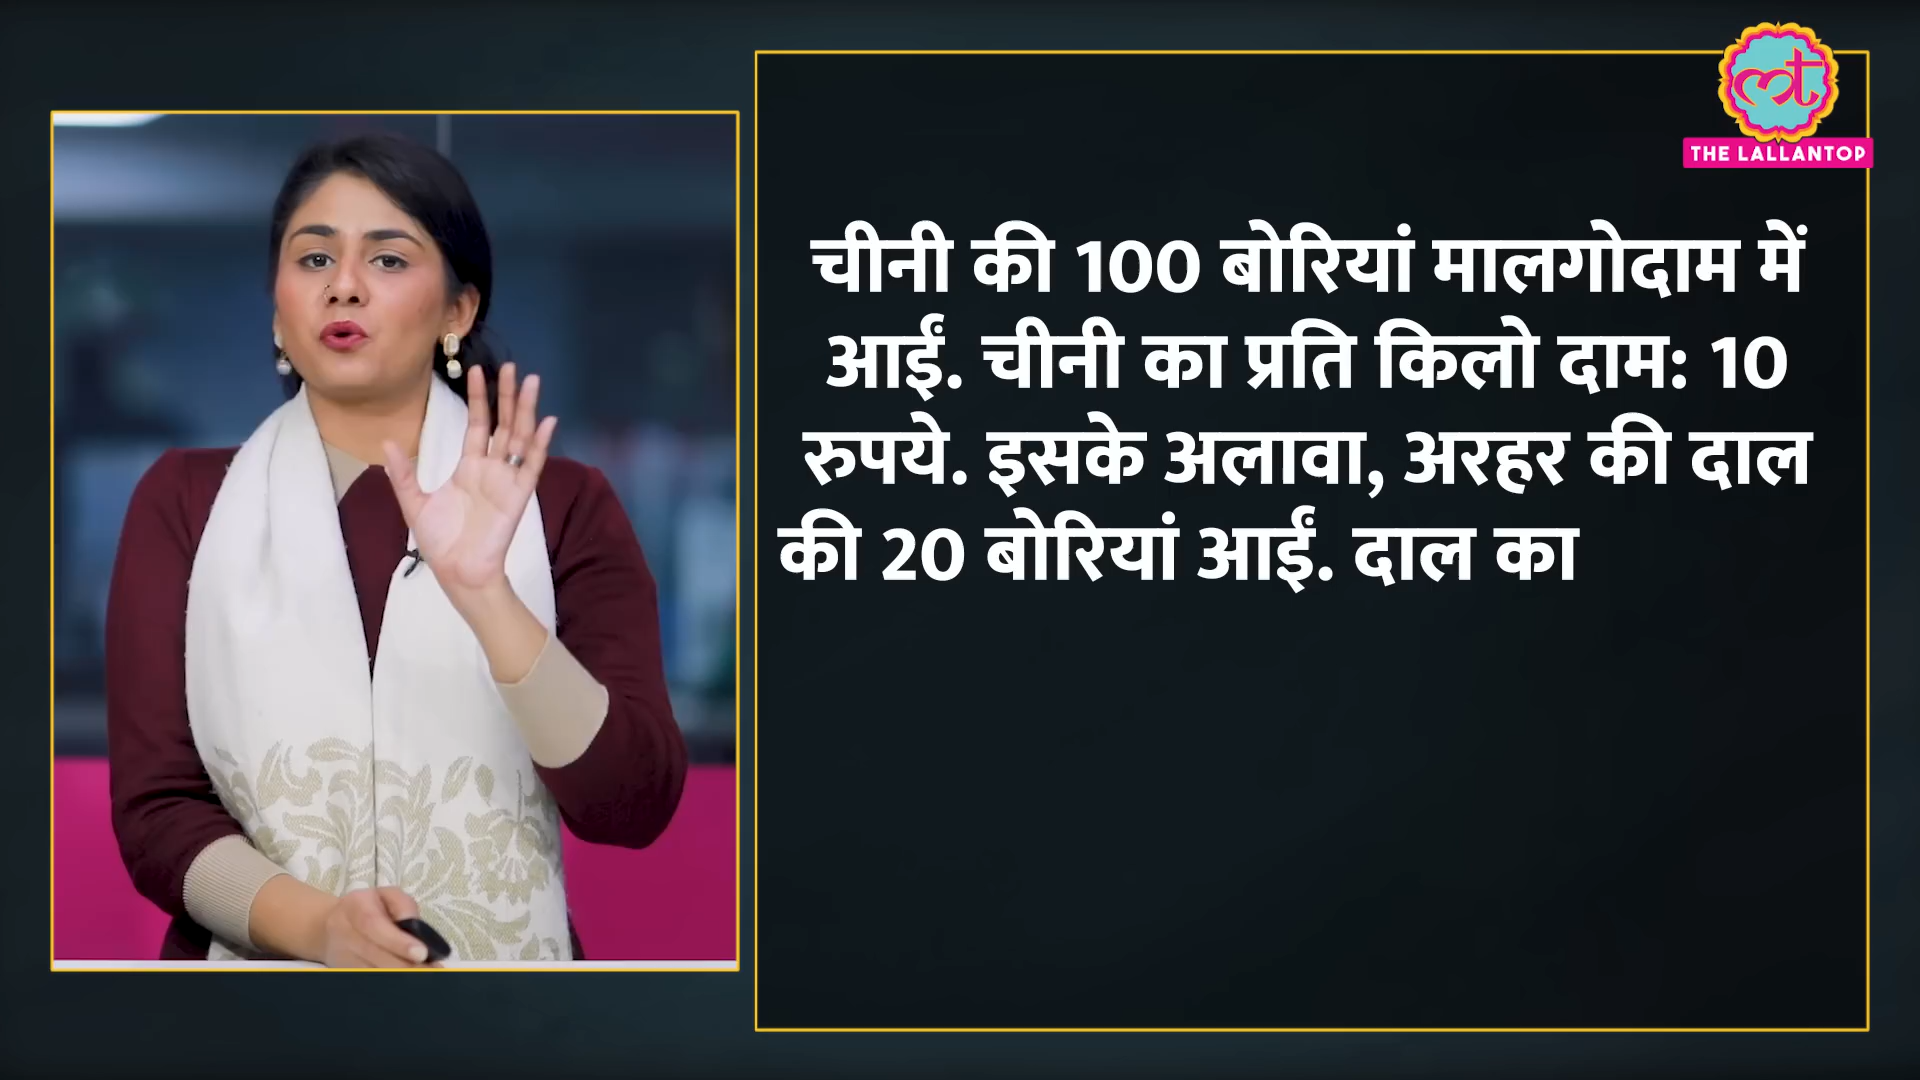 THE LALLANTOP
चीनी की 100 बोरियां मालगोदाम में
आईं. चीनी का प्रति किलो दाम: 10
रुपये. इसके अलावा, अरहर की दाल
की 20 बोरियां आईं. दाल का